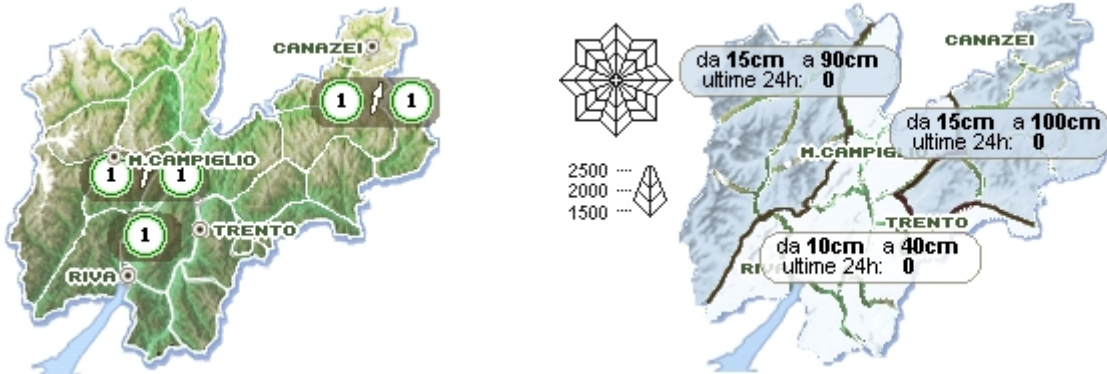 CANAZEI
1 1
M.CAMPIGLIO
1 1
1
TRENTO
RIVA
CANAZEI
da 15cm a 90cm
ultime 24h: 0
da 15cm a 100cm
ultime 24h: 0
M.CAMPIGLIO
2500
2000
1500
TRENTO
da 10cm a 40cm
ultime 24h: 0
RIVA